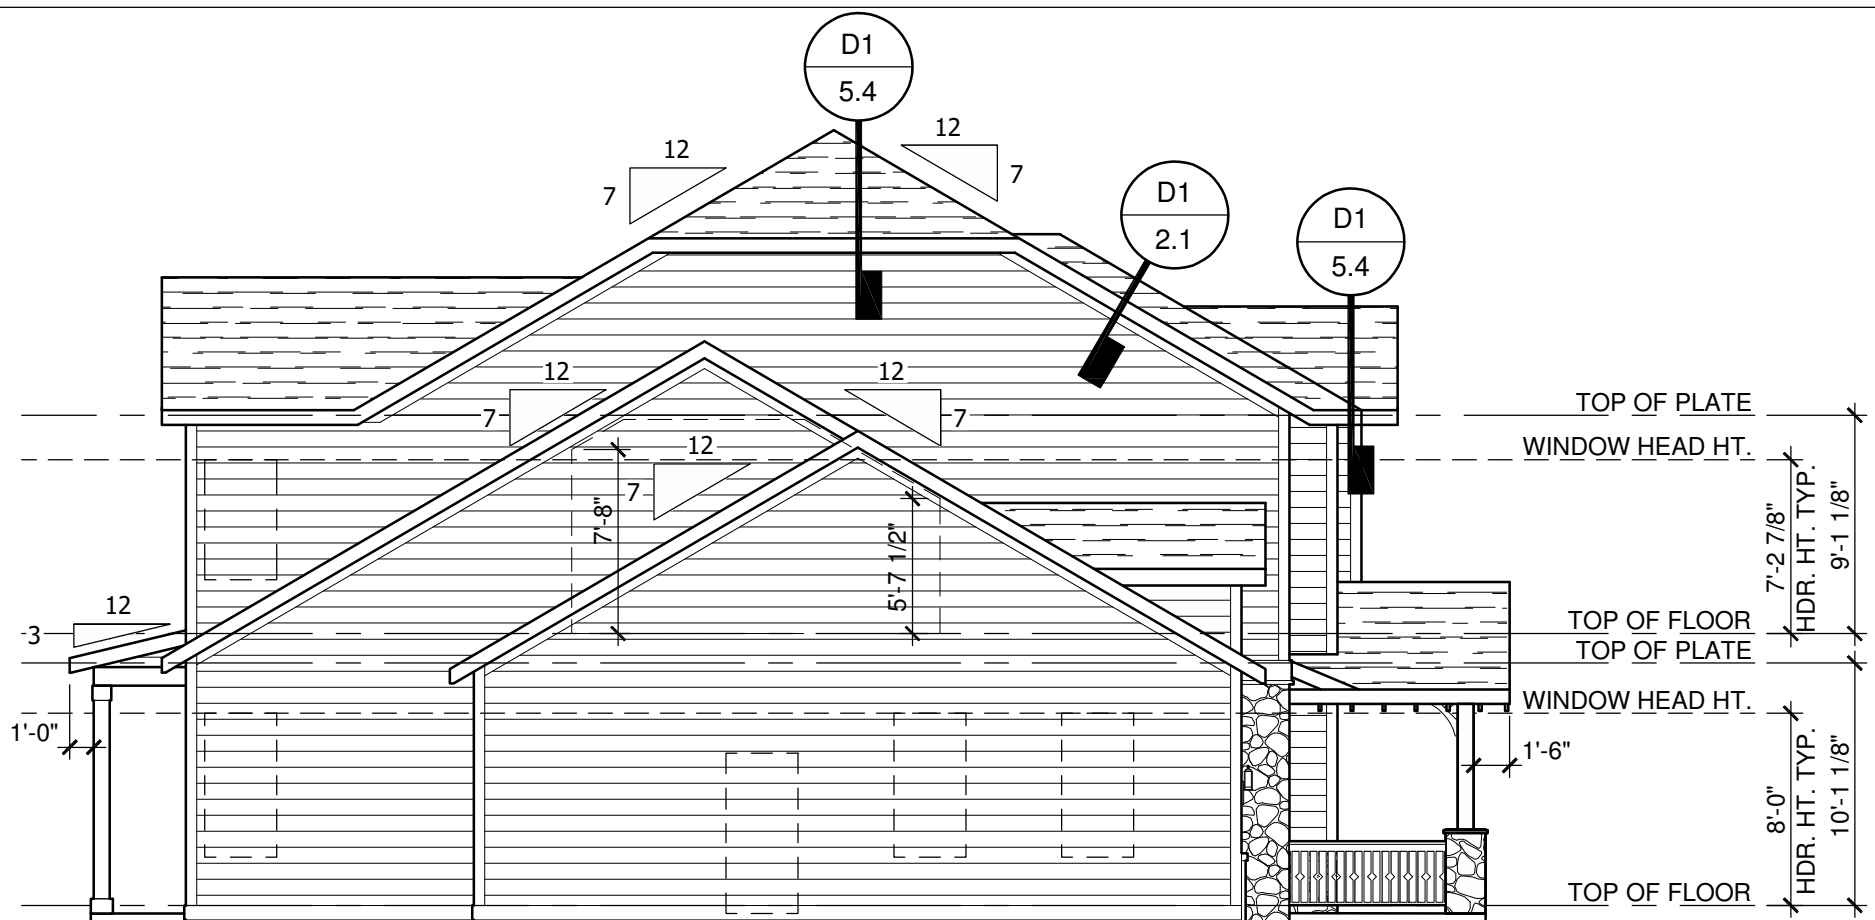 D1
5.4
12
7
12
7
D1
2.1
D1
5.4
12
7
12
7
12
7
TOP OF PLATE
WINDOW HEAD HT.
7'-8"
5'-7 1/2"
7'-2 7/8"
HDR. HT. TYP.
9'-1 1/8"
12
3
TOP OF FLOOR
TOP OF PLATE
WINDOW HEAD HT.
1'-0"
1'-6"
8'-0"
HDR. HT. TYP.
10'-1 1/8"
TOP OF FLOOR